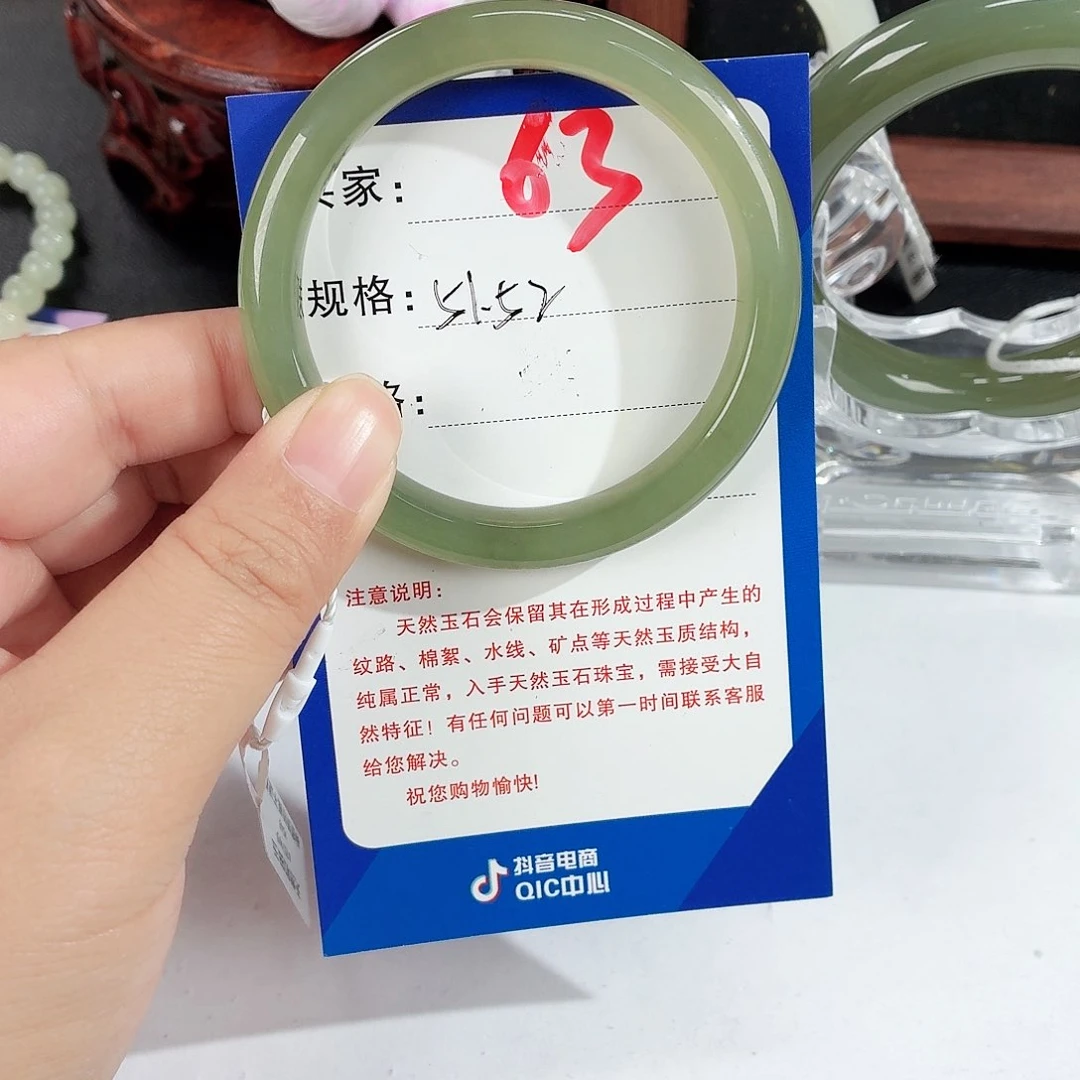 家：
63
规格：
：
注意说明：
天然玉石会保留其在形成过程中产生的
纹路、棉絮、水线、矿点等天然玉质结构，
纯属正常，入手天然玉石珠宝，需接受大自
然特征！有任何问题可以第一时间联系客服
给您解决。
祝您购物愉快!
抖音电商
QIC中心